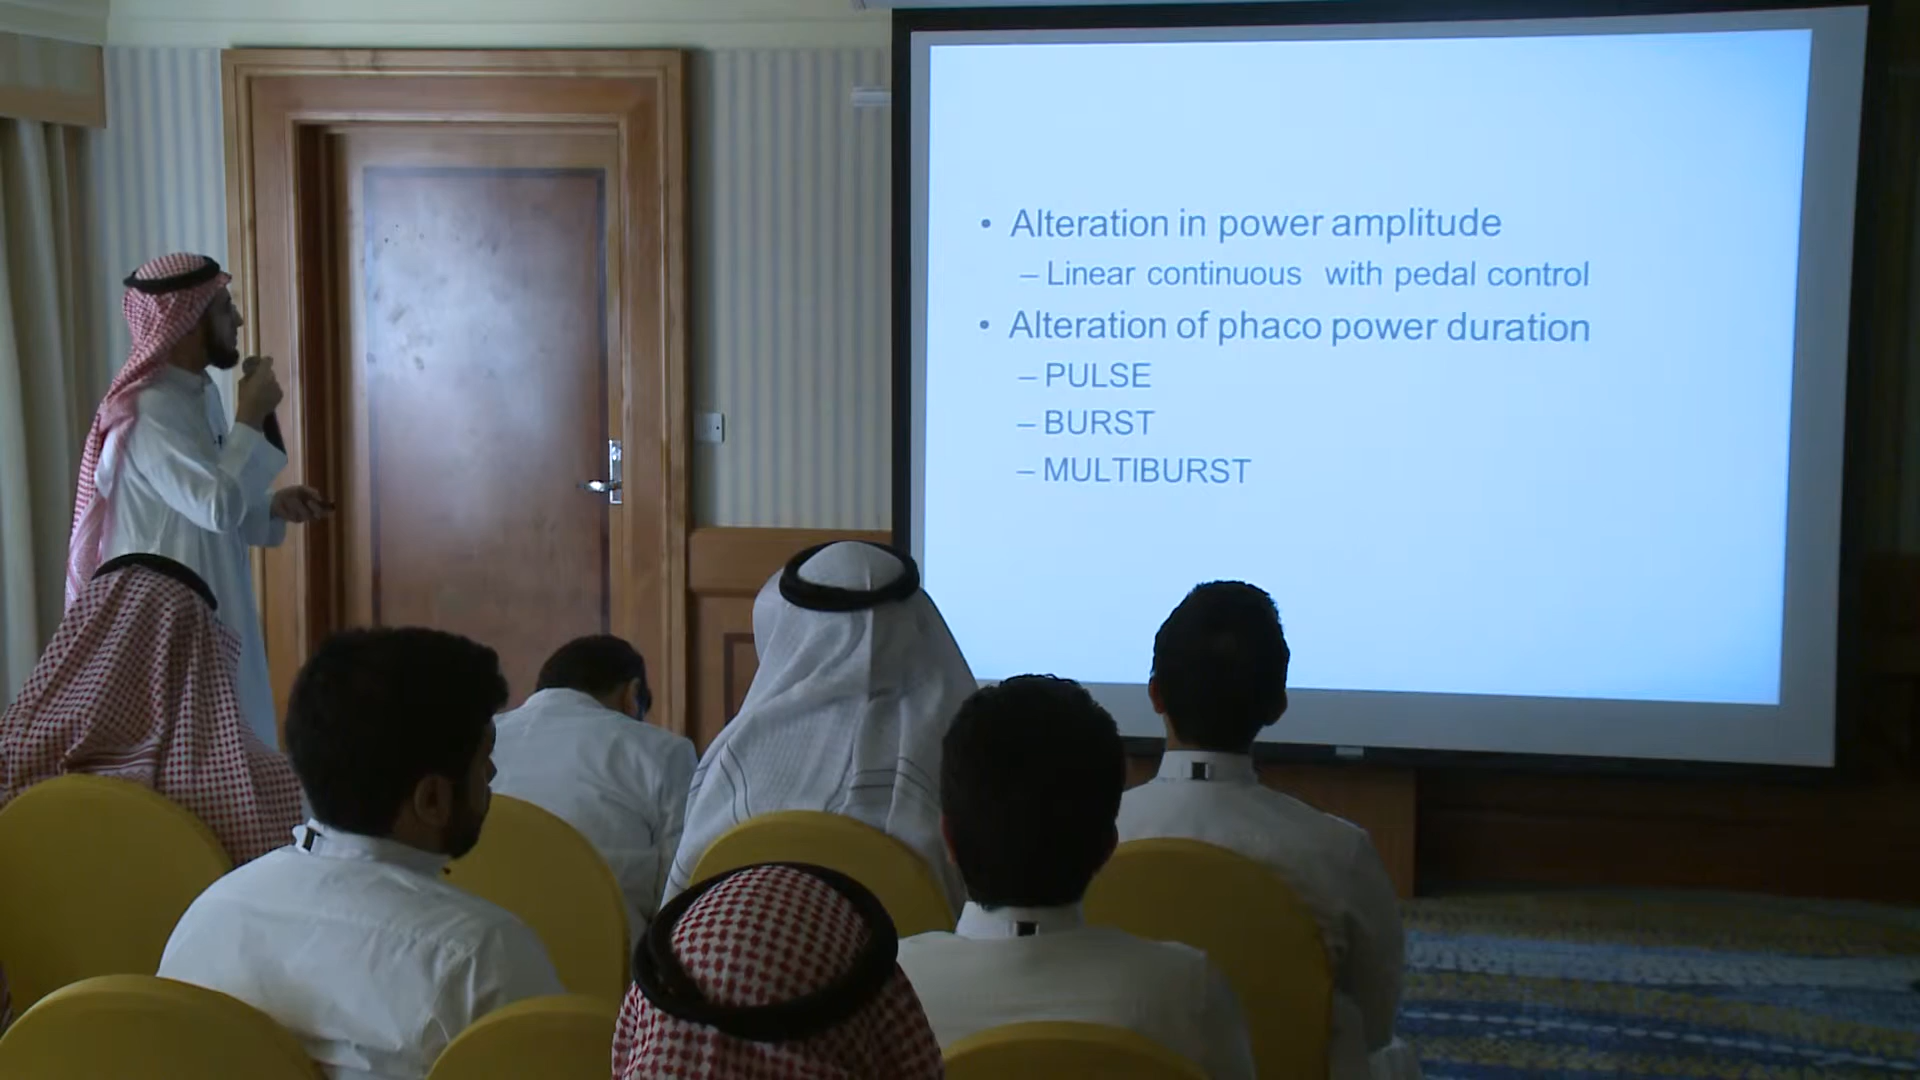 • Alteration in power amplitude
– Linear continuous with pedal control
• Alteration of phaco power duration
– PULSE
– BURST
– MULTIBURST